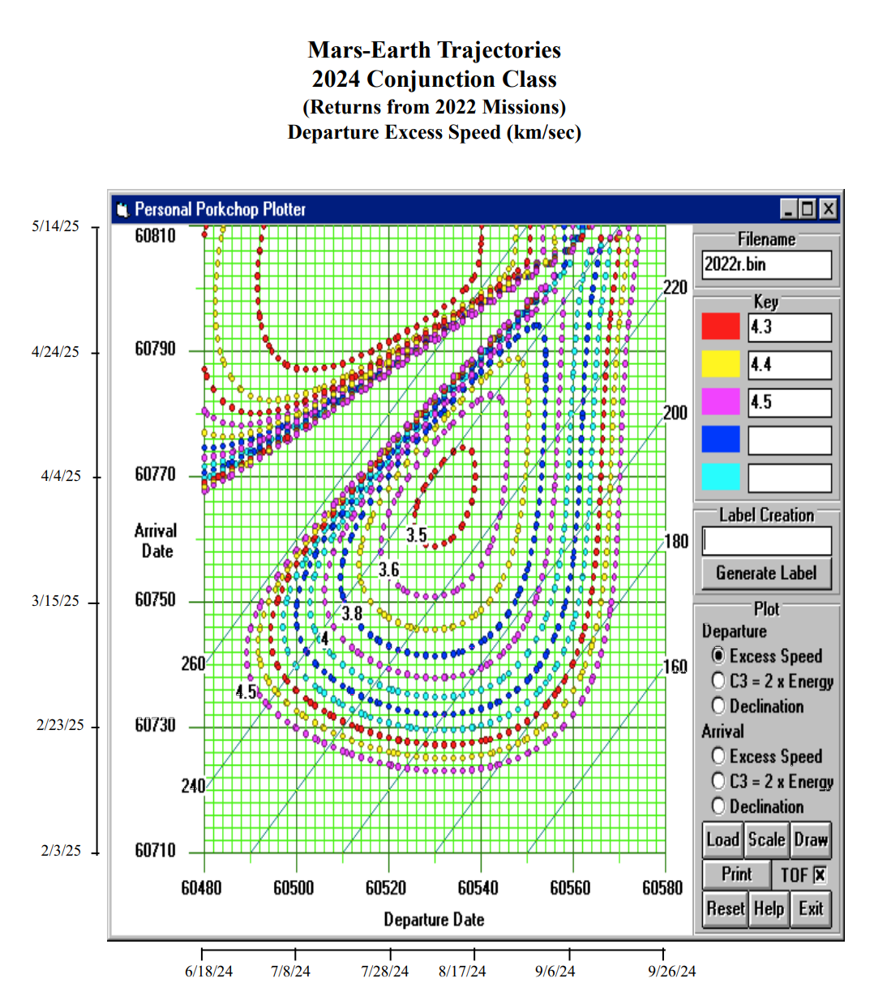 Mars-Earth Trajectories
2024 Conjunction Class
(Returns from 2022 Missions)
Departure Excess Speed (km/sec)
Personal Porkchop Plotter
5/14/25
4/24/25
4/4/25
3/15/25
2/23/25
2/3/25
60810
60790
60770
Arrival
Date
60750
60730
60710
260
240
220
200
180
160
3.5
3.6
3.8
4
4.5
60480 60500 60520 60540 60560 60580
Departure Date
6/18/24 7/8/24 7/28/24 8/17/24 9/6/24 9/26/24
Filename
2022r.bin
Key
4.3
4.4
4.5
Label Creation
Generate Label
Plot
Departure
Excess Speed
C3 = 2 x Energy
Declination
Arrival
Excess Speed
C3 = 2 x Energy
Declination
Load Scale Draw
Print TOF
Reset Help Exit